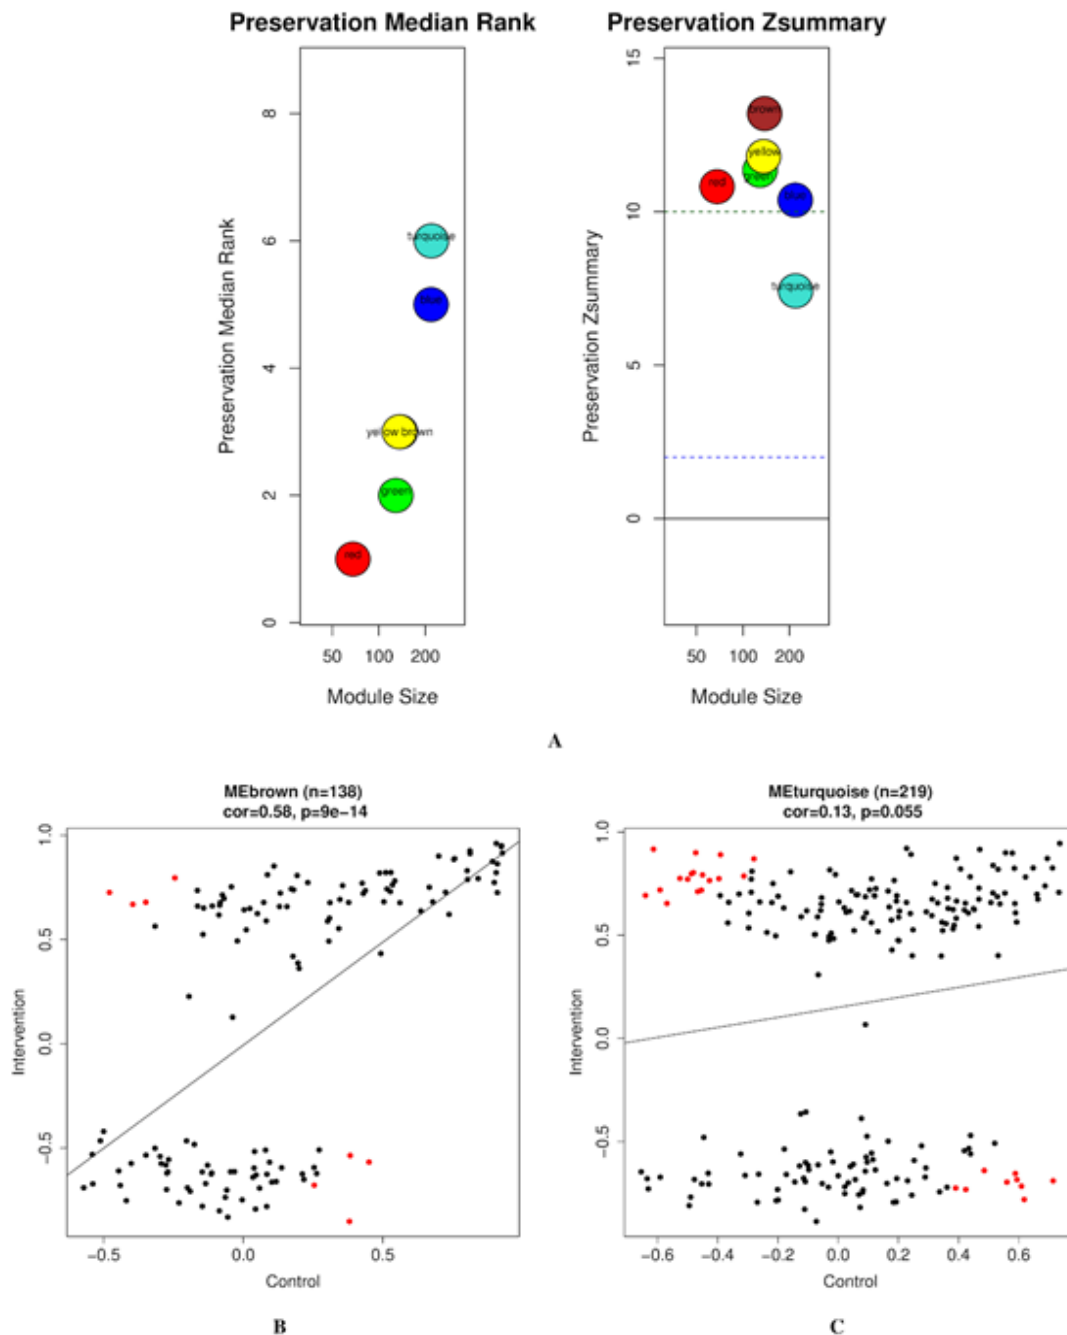 Preservation Median Rank
Preservation Zsummary
Preservation Median Rank
8
6
4
2
0
turquoise
blue
yellow brown
green
red
50 100 200
Module Size
Preservation Zsummary
15
10
5
0
brown
yellow
green
red
blue
turquoise
50 100 200
Module Size
A
MEbrown (n=138)
cor=0.58, p=9e-14
Intervention
1.0
0.5
0.0
-0.5
-0.5 0.0 0.5
Control
B
MEturquoise (n=219)
cor=0.13, p=0.055
Intervention
1.0
0.5
0.0
-0.5
-0.6 -0.4 -0.2 0.0 0.2 0.4 0.6
Control
C